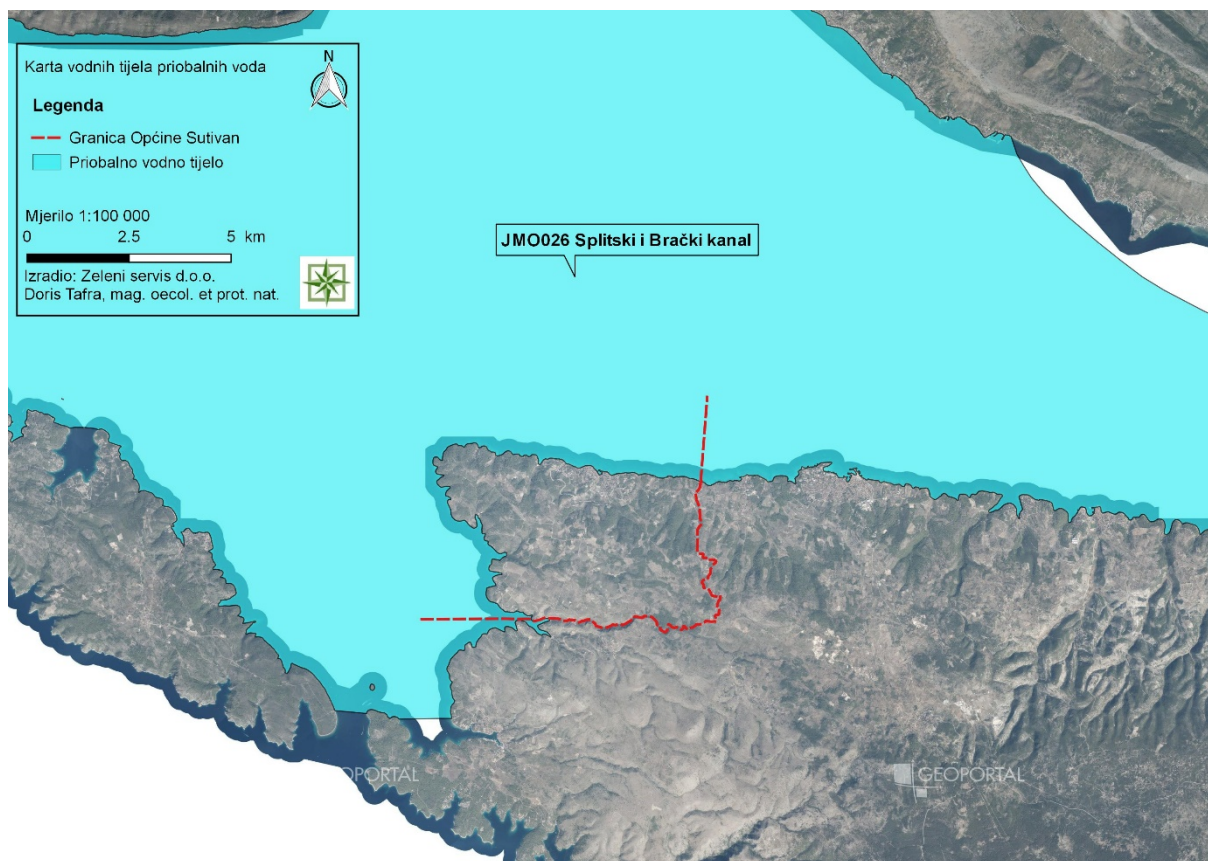 Karta vodnih tijela priobalnih voda
N
Legenda
Granica Općine Sutivan
Priobalno vodno tijelo
Mjerilo 1:100 000
0 2.5 5 km
Izradio: Zeleni servis d.o.o.
Doris Tafra, mag. oecol. et prot. nat.
JMO026 Splitski i Brački kanal
GEOPORTAL
GEOPORTAL